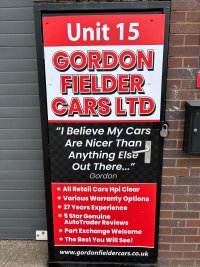 Unit 15
GORDON
FIELDER
CARS LTD
"I Believe My Cars
Are Nicer Than
Anything Else
Out There..."
Gordon
All Retail Cars Hpi Clear
Various Warranty Options
27 Years Experience
5 Star Genuine
AutoTrader Reviews
Part Exchange Welcome
The Best You Will See!
www.gordonfieldercars.co.uk